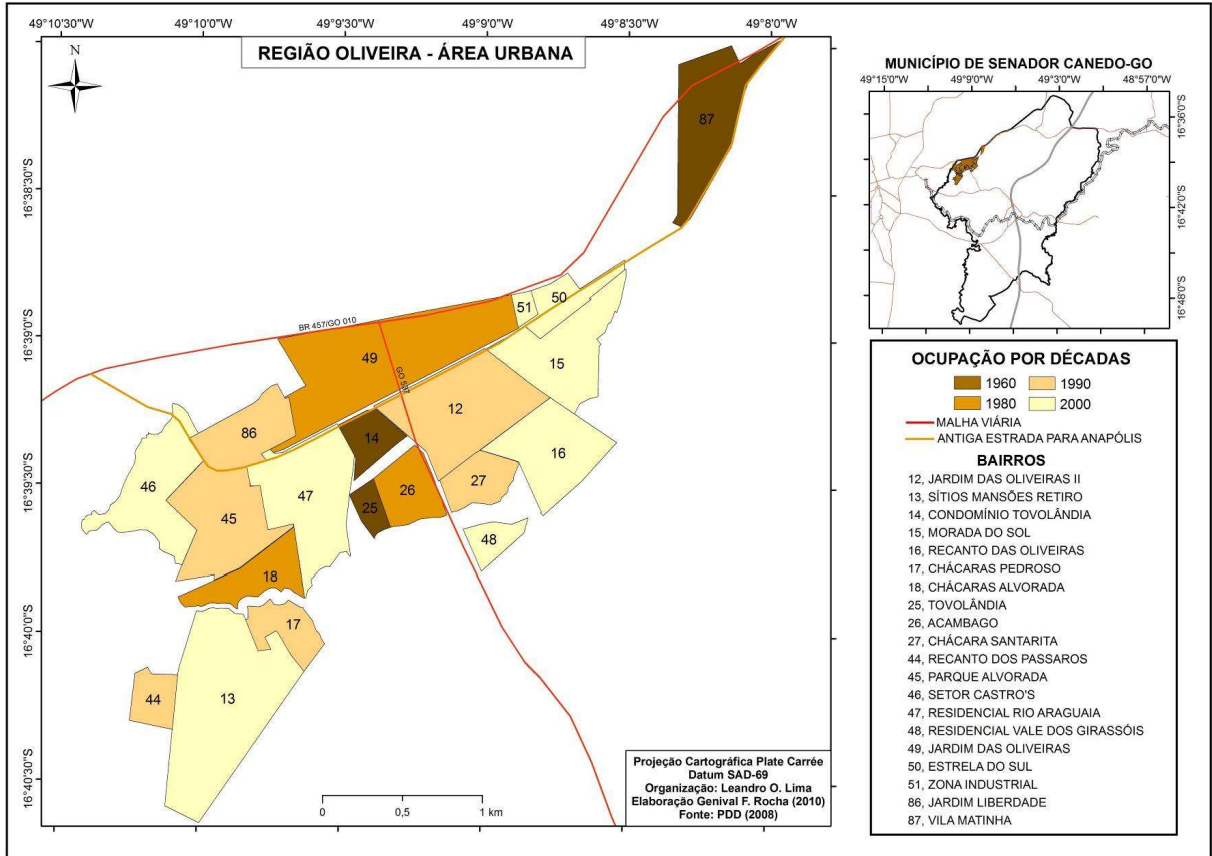 49°10'30"W 49°10'0"W 49°9'30"W 49°9'0"W 49°8'30"W 49°8'0"W
REGIÃO OLIVEIRA - ÁREA URBANA
N
16°38'30"S
16°39'0"S
16°39'30"S
16°40'0"S
16°40'30"S
87
50
51
BR 457/GO 010
49
GO 537
15
12
86
14
16
46
47
27
26
25
45
48
18
17
44
13
0 0,5 1 km
Projeção Cartográfica Plate Carrée
Datum SAD-69
Organização: Leandro O. Lima
Elaboração Genival F. Rocha (2010)
Fonte: PDD (2008)
MUNICÍPIO DE SENADOR CANEDO-GO
49°15'0"W 49°9'0"W 49°3'0"W 48°57'0"W
16°36'0"S
16°42'0"S
16°48'0"S
OCUPAÇÃO POR DÉCADAS
1960 1990
1980 2000
MALHA VIÁRIA
ANTIGA ESTRADA PARA ANAPÓLIS
BAIRROS
12, JARDIM DAS OLIVEIRAS II
13, SÍTIOS MANSÕES RETIRO
14, CONDOMÍNIO TOVOLÂNDIA
15, MORADA DO SOL
16, RECANTO DAS OLIVEIRAS
17, CHÁCARAS PEDROSO
18, CHÁCARAS ALVORADA
25, TOVOLÂNDIA
26, ACAMBAGO
27, CHÁCARA SANTARITA
44, RECANTO DOS PASSAROS
45, PARQUE ALVORADA
46, SETOR CASTRO'S
47, RESIDENCIAL RIO ARAGUAIA
48, RESIDENCIAL VALE DOS GIRASSÓIS
49, JARDIM DAS OLIVEIRAS
50, ESTRELA DO SUL
51, ZONA INDUSTRIAL
86, JARDIM LIBERDADE
87, VILA MATINHA